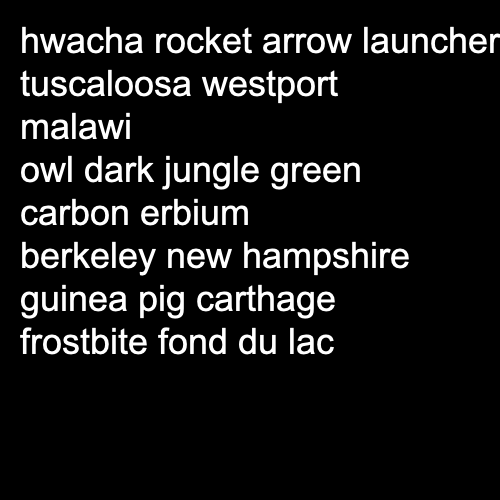 hwacha rocket arrow launcher
tuscaloosa westport
malawi
owl dark jungle green
carbon erbium
berkeley new hampshire
guinea pig carthage
frostbite fond du lac